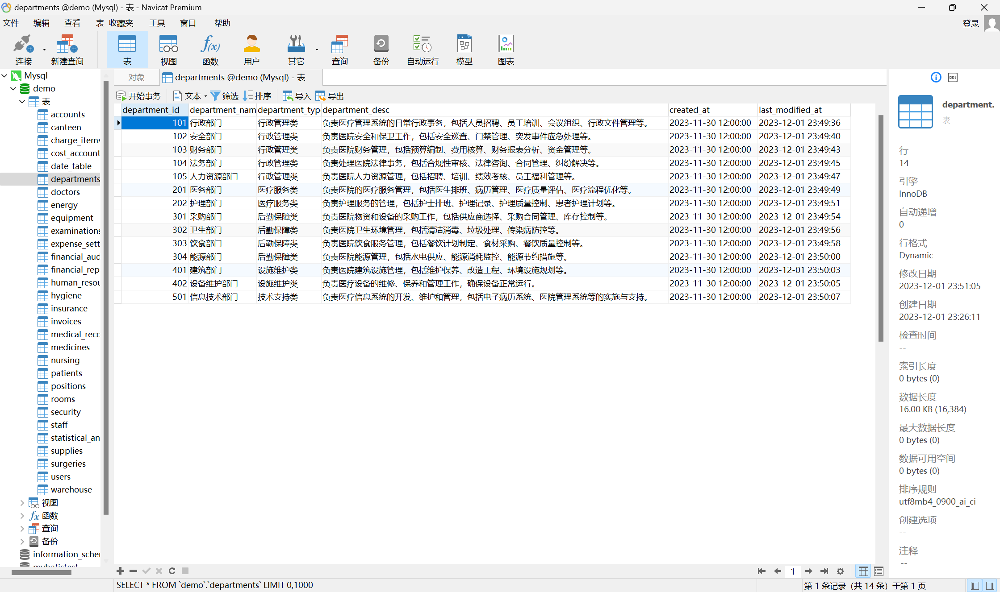 departments @demo (Mysql) - 表 - Navicat Premium
文件 编辑 查看 表 收藏夹 工具 窗口 帮助 登录
连接 新建查询 表 视图 函数 用户 其它 查询 备份 自动运行 模型 图表
Mysql
demo
表
accounts
canteen
charge_items
cost_account
date_table
departments
doctors
energy
equipment
examinations
expense_sett
financial_aud
financial_rep
human_resou
hygiene
insurance
invoices
medical_reco
medicines
nursing
patients
positions
rooms
security
staff
statistical_an
supplies
surgeries
users
warehouse
视图
函数
查询
备份
information_scher
对象 departments @demo (Mysql) - 表
开始事务 文本 筛选 排序 导入 导出
department_id department_nam department_typ department_desc created_at last_modified_at
101 行政部门 行政管理类 负责医疗管理系统的日常行政事务，包括人员招聘、员工培训、会议组织、行政文件管理等。 2023-11-30 12:00:00 2023-12-01 23:49:36
102 安全部门 行政管理类 负责医院安全和保卫工作，包括安全巡查、门禁管理、突发事件应急处理等。 2023-11-30 12:00:00 2023-12-01 23:49:40
103 财务部门 行政管理类 负责医院财务管理，包括预算编制、费用核算、财务报表分析、资金管理等。 2023-11-30 12:00:00 2023-12-01 23:49:43
104 法务部门 行政管理类 负责处理医院法律事务，包括合规性审核、法律咨询、合同管理、纠纷解决等。 2023-11-30 12:00:00 2023-12-01 23:49:45
105 人力资源部门 行政管理类 负责医院人力资源管理，包括招聘、培训、绩效考核、员工福利管理等。 2023-11-30 12:00:00 2023-12-01 23:49:47
201 医务部门 医疗服务类 负责医院的医疗服务管理，包括医生排班、病历管理、医疗质量评估、医疗流程优化等。 2023-11-30 12:00:00 2023-12-01 23:49:49
202 护理部门 医疗服务类 负责护理服务的管理，包括护士排班、护理记录、护理质量控制、患者护理计划等。 2023-11-30 12:00:00 2023-12-01 23:49:51
301 采购部门 后勤保障类 负责医院物资和设备的采购工作，包括供应商选择、采购合同管理、库存控制等。 2023-11-30 12:00:00 2023-12-01 23:49:54
302 卫生部门 后勤保障类 负责医院卫生环境管理，包括清洁消毒、垃圾处理、传染病防控等。 2023-11-30 12:00:00 2023-12-01 23:49:56
303 饮食部门 后勤保障类 负责医院饮食服务管理，包括餐饮计划制定、食材采购、餐饮质量控制等。 2023-11-30 12:00:00 2023-12-01 23:49:58
304 能源部门 后勤保障类 负责医院能源管理，包括水电供应、能源消耗监控、能源节约措施等。 2023-11-30 12:00:00 2023-12-01 23:50:00
401 建筑部门 设施维护类 负责医院建筑设施管理，包括维护保养、改造工程、环境设施规划等。 2023-11-30 12:00:00 2023-12-01 23:50:03
402 设备维护部门 设施维护类 负责医疗设备的维修、保养和管理工作，确保设备正常运行。 2023-11-30 12:00:00 2023-12-01 23:50:05
501 信息技术部门 技术支持类 负责医疗信息系统的开发、维护和管理，包括电子病历系统、医院管理系统等的实施与支持。 2023-11-30 12:00:00 2023-12-01 23:50:07
DDL
department.
表
行
14
引擎
InnoDB
自动递增
0
行格式
Dynamic
修改日期
2023-12-01 23:51:05
创建日期
2023-12-01 23:26:11
检查时间
--
索引长度
0 bytes (0)
数据长度
16.00 KB (16,384)
最大数据长度
0 bytes (0)
数据可用空间
0 bytes (0)
排序规则
utf8mb4_0900_ai_ci
创建选项
--
注释
--
1
SELECT * FROM `demo`.`departments` LIMIT 0,1000
第 1 条记录 (共 14 条) 于第 1 页